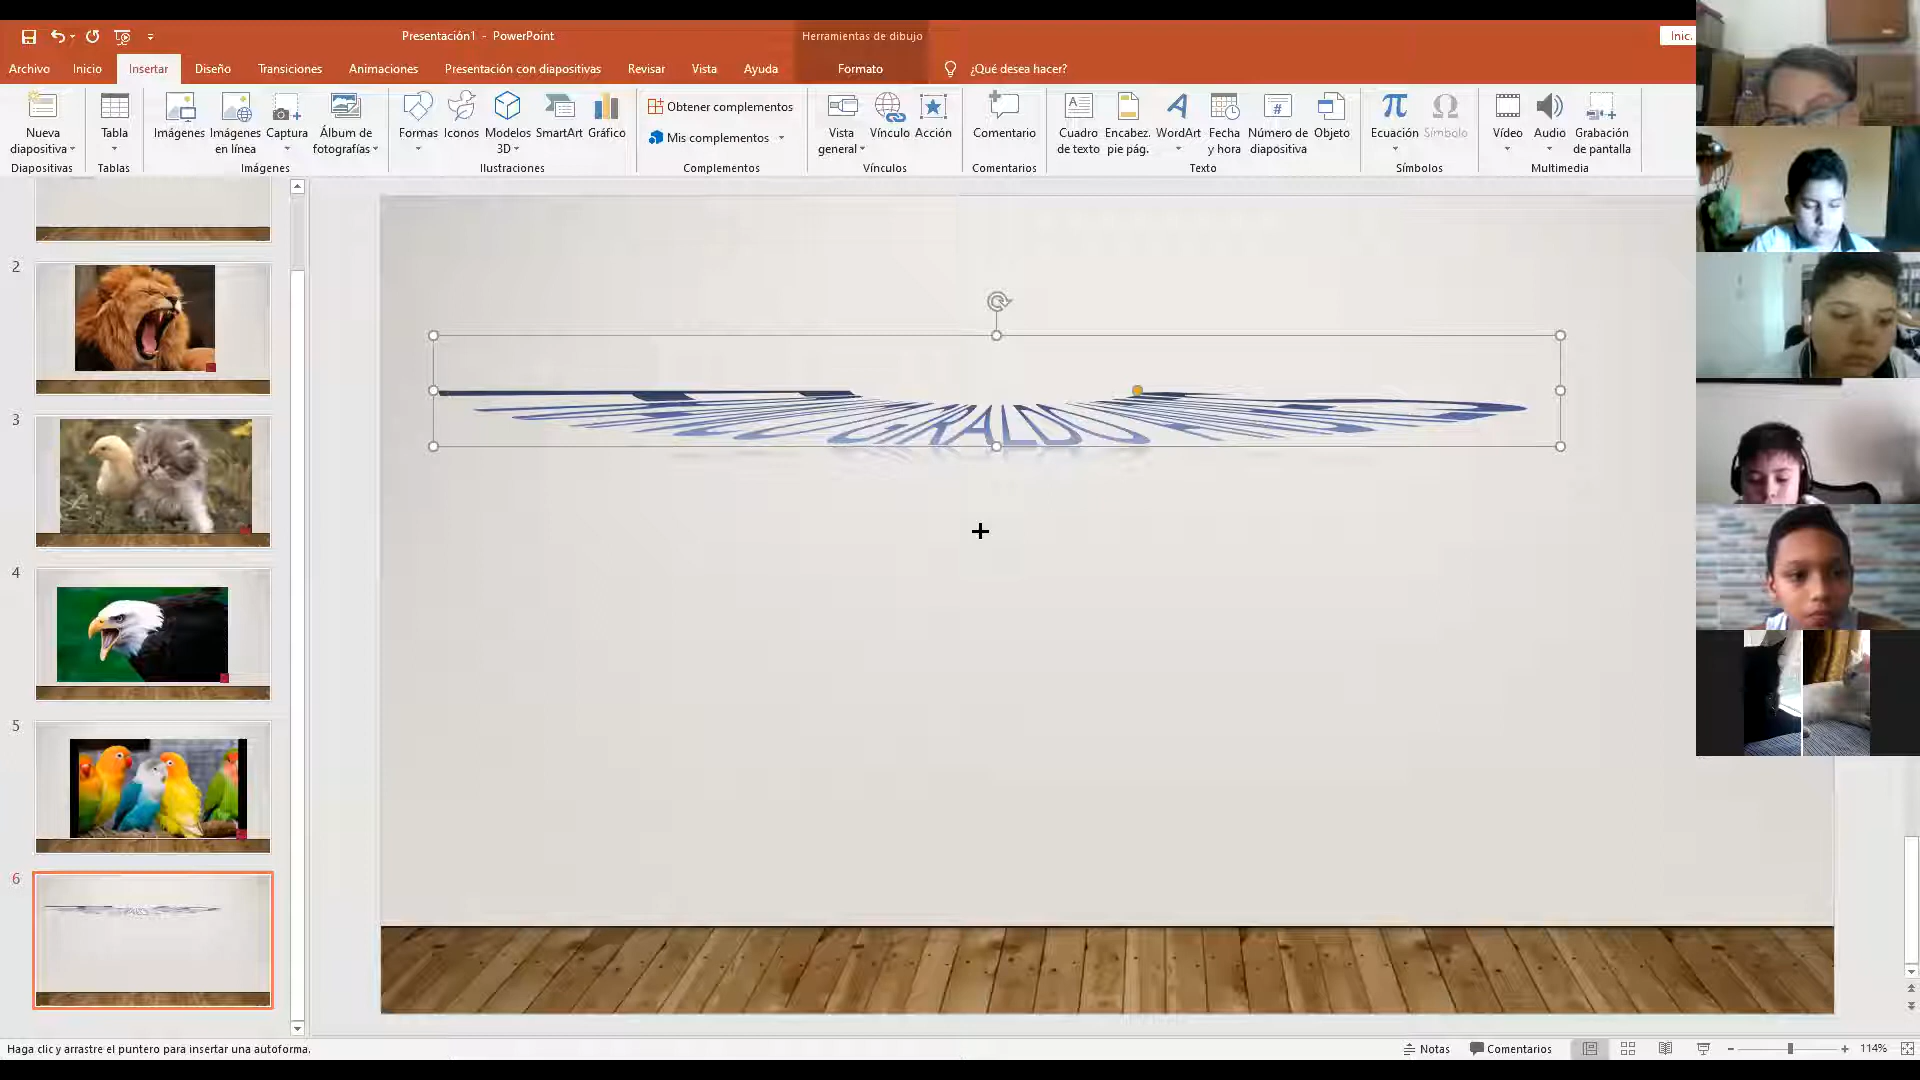 Presentación1 - PowerPoint
Herramientas de dibujo
Inic.
Archivo
Inicio
Insertar
Diseño
Transiciones
Animaciones
Presentación con diapositivas
Revisar
Vista
Ayuda
Formato
¿Qué desea hacer?
Nueva diapositiva
Tabla
Imágenes
Imágenes en línea
Captura
Álbum de fotografías
Formas
Iconos
Modelos 3D
SmartArt
Gráfico
Obtener complementos
Mis complementos
Vista general
Vínculo
Acción
Comentario
Cuadro de texto
Encabez. pie pág.
WordArt
Fecha y hora
Número de diapositiva
Objeto
Ecuación
Símbolo
Vídeo
Audio
Grabación de pantalla
Diapositivas
Tablas
Imágenes
Ilustraciones
Complementos
Vínculos
Comentarios
Texto
Símbolos
Multimedia
2
3
4
5
6
GIRALDO
Haga clic y arrastre el puntero para insertar una autoforma.
Notas
Comentarios
114%